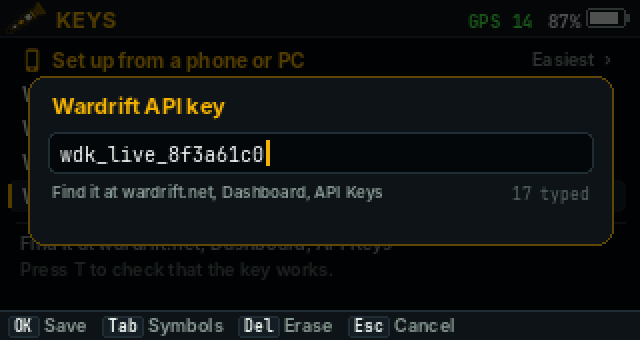 KEYS
GPS 14 87%
Set up from a phone or PC Easiest ›
Wardrift API key
wdk_live_8f3a61c0
Find it at wardrift.net, Dashboard, API Keys 17 typed
Find it at wardrift.net, Dashboard, API Keys
Press T to check that the key works.
OK Save Tab Symbols Del Erase Esc Cancel